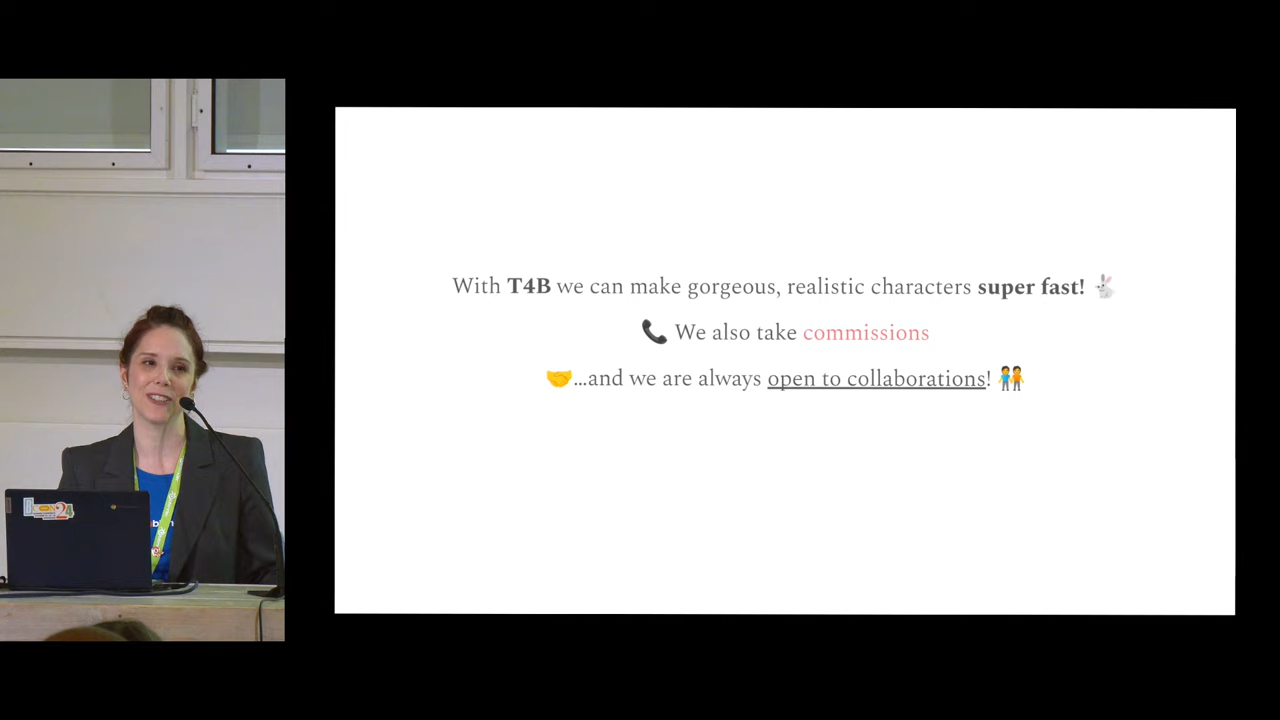 With T4B we can make gorgeous, realistic characters super fast! 🐇
📞 We also take commissions
🤝...and we are always open to collaborations! 🧑‍🤝‍🧑
24